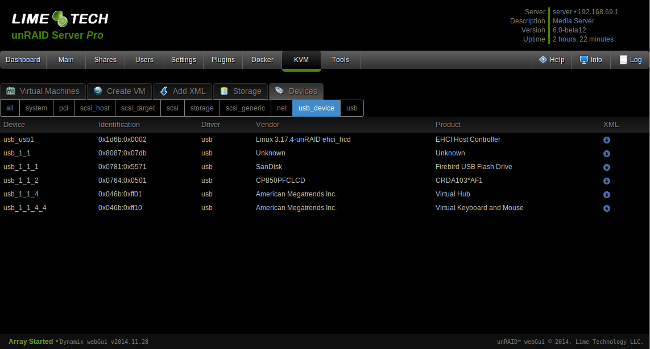 LIME TECH
unRAID Server Pro
Server server • 192.168.69.1
Description Media Server
Version 6.0-beta12
Uptime 2 hours, 22 minutes
Dashboard Main Shares Users Settings Plugins Docker KVM Tools Help Info Log
Virtual Machines Create VM Add XML Storage Devices
all system pci scsi_host scsi_target scsi storage scsi_generic net usb_device usb
Device Identification Driver Vendor Product XML
usb_usb1 0x1d6b:0x0002 usb Linux 3.17.4-unRAID ehci_hcd EHCI Host Controller
usb_1_1 0x8087:0x07db usb Unknown Unknown
usb_1_1_1 0x0781:0x5571 usb SanDisk Firebird USB Flash Drive
usb_1_1_2 0x0764:0x0501 usb CP850PFCLCD CRDA103*AF1
usb_1_1_4 0x046b:0xff01 usb American Megatrends Inc. Virtual Hub
usb_1_1_4_4 0x046b:0xff10 usb American Megatrends Inc. Virtual Keyboard and Mouse
Array Started • Dynamix webGui v2014.11.28 unRAID™ webGui © 2014, Lime Technology LLC.